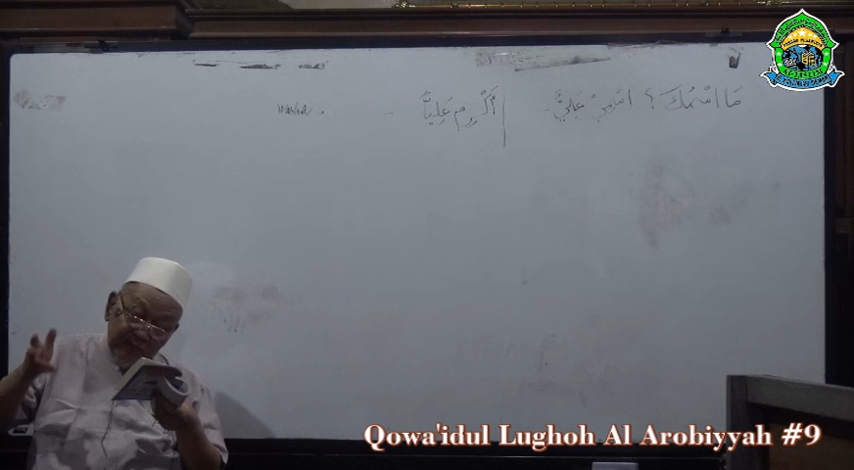 مَا اسْمُكَ؟ اسْمِيْ عَلِيٌّ - | أَكْرِمْ عَلِيًّا -
Qowa'idul Lughoh Al Arobiyyah #9